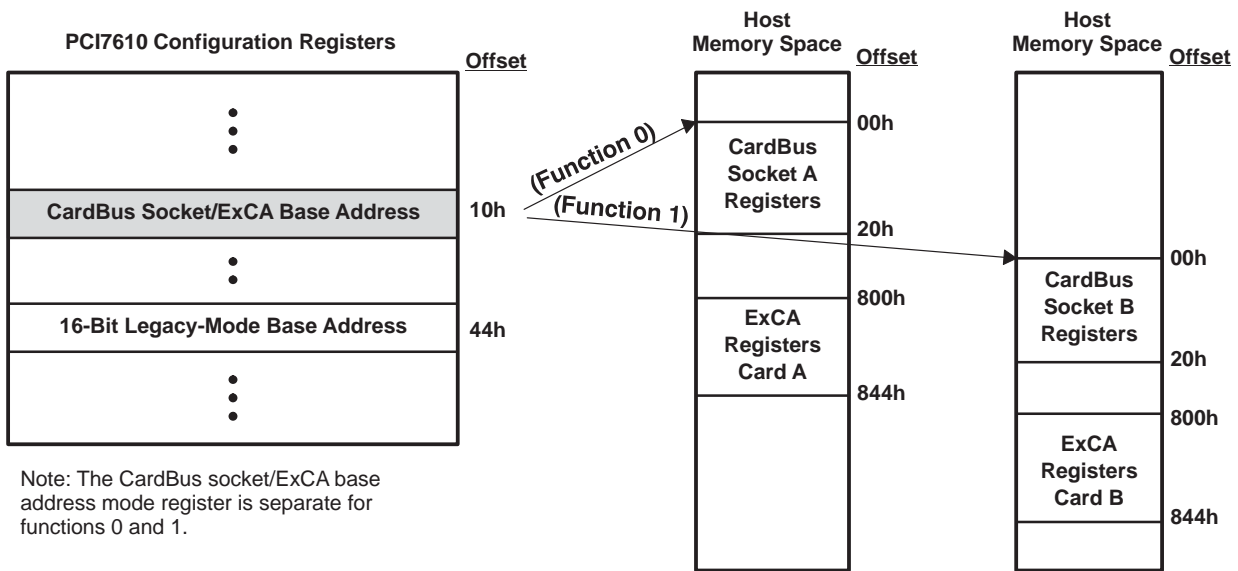 PCI7610 Configuration Registers
Offset
CardBus Socket/ExCA Base Address
10h
16-Bit Legacy-Mode Base Address
44h
Note: The CardBus socket/ExCA base
address mode register is separate for
functions 0 and 1.
(Function 0)
(Function 1)
Host
Memory Space
Offset
00h
CardBus
Socket A
Registers
20h
800h
ExCA
Registers
Card A
844h
Host
Memory Space
Offset
00h
CardBus
Socket B
Registers
20h
800h
ExCA
Registers
Card B
844h